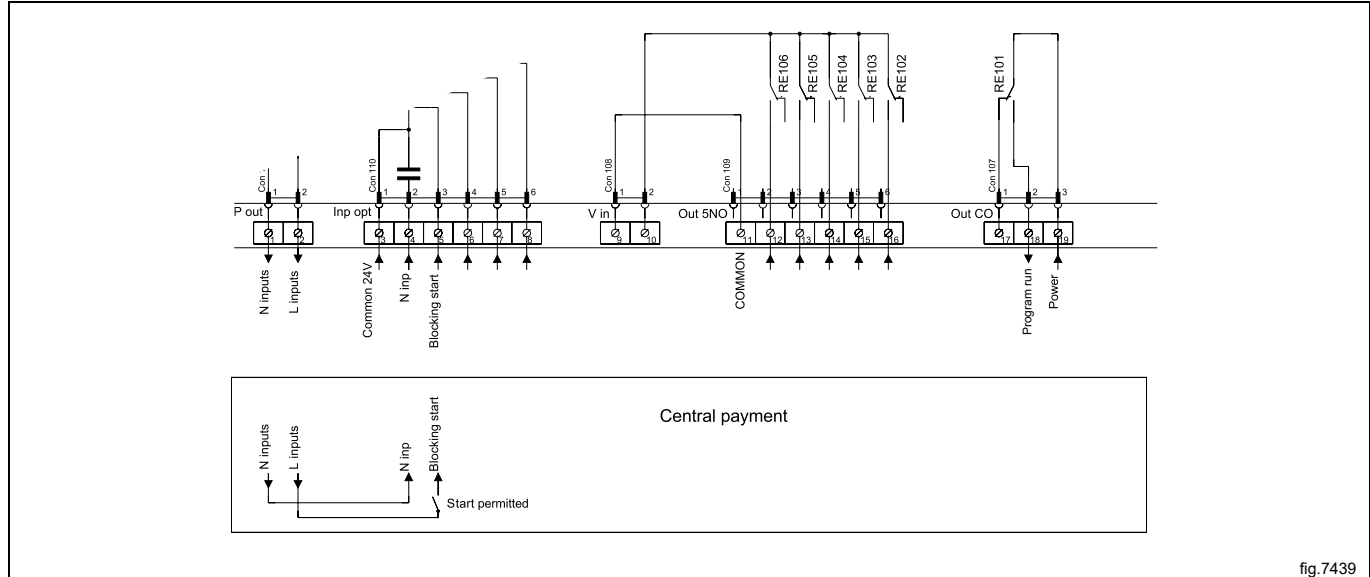 RE106
RE105
RE104
RE103
RE102
RE101
Con
1
2
Con 110
1
2
3
4
5
6
Con 108
1
2
Con 109
1
2
3
4
5
6
Con 107
1
2
3
P out
Inp opt
V in
Out 5NO
Out CO
1
2
3
4
5
6
7
8
9
10
11
12
13
14
15
16
17
18
19
N inputs
L inputs
Common 24V
N inp
Blocking start
COMMON
Program run
Power
Central payment
N inputs
L inputs
N inp
Blocking start
Start permitted
fig.7439